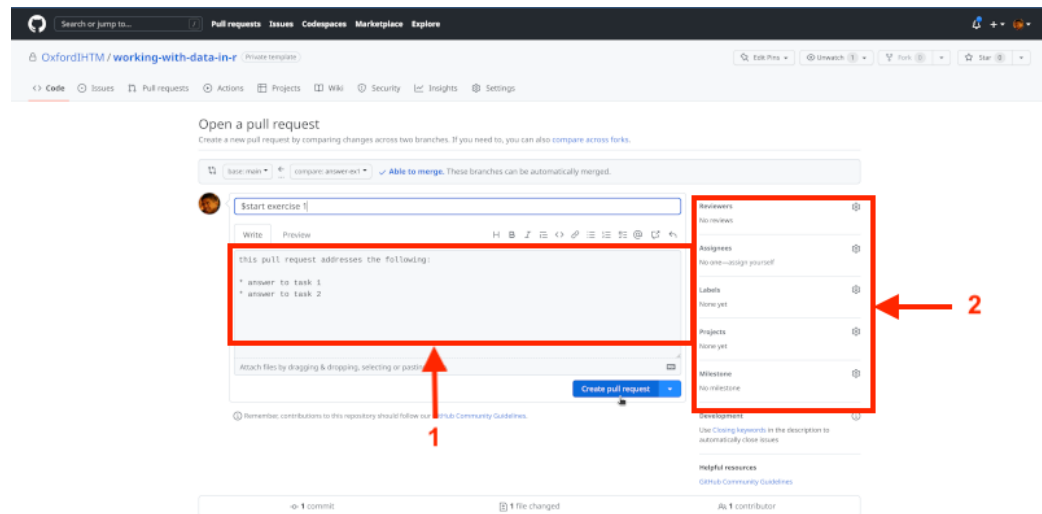 Search or jump to... / Pull requests Issues Codespaces Marketplace Explore
OxfordIHTM / working-with-data-in-r Private template Edit Pins Unwatch 1 Fork 0 Star 0
Code Issues Pull requests Actions Projects Wiki Security Insights Settings
Open a pull request
Create a new pull request by comparing changes across two branches. If you need to, you can also compare across forks.
base: main compare: answer-ex1 Able to merge. These branches can be automatically merged.
$start exercise 1
Write Preview
this pull request addresses the following:
* answer to task 1
* answer to task 2
Attach files by dragging & dropping, selecting or
Create pull request
Remember, contributions to this repository should follow our GitHub Community Guidelines.
1
Reviewers
No reviews
Assignees
No one—assign yourself
Labels
None yet
Projects
None yet
Milestone
No milestone
2
Development
Use Closing keywords in the description to
automatically close issues
Helpful resources
GitHub Community Guidelines
1 commit 1 file changed 1 contributor